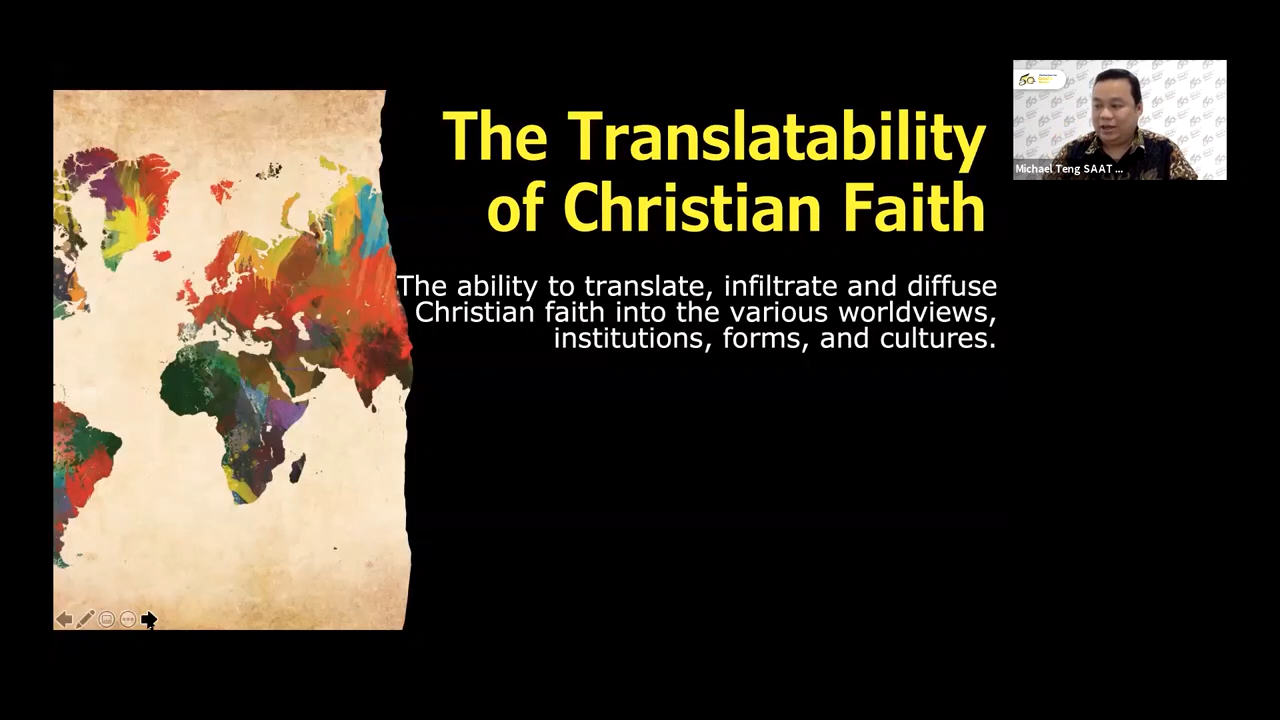 The Translatability
of Christian Faith
The ability to translate, infiltrate and diffuse
Christian faith into the various worldviews,
institutions, forms, and cultures.
50
Michael Teng SAAT ...